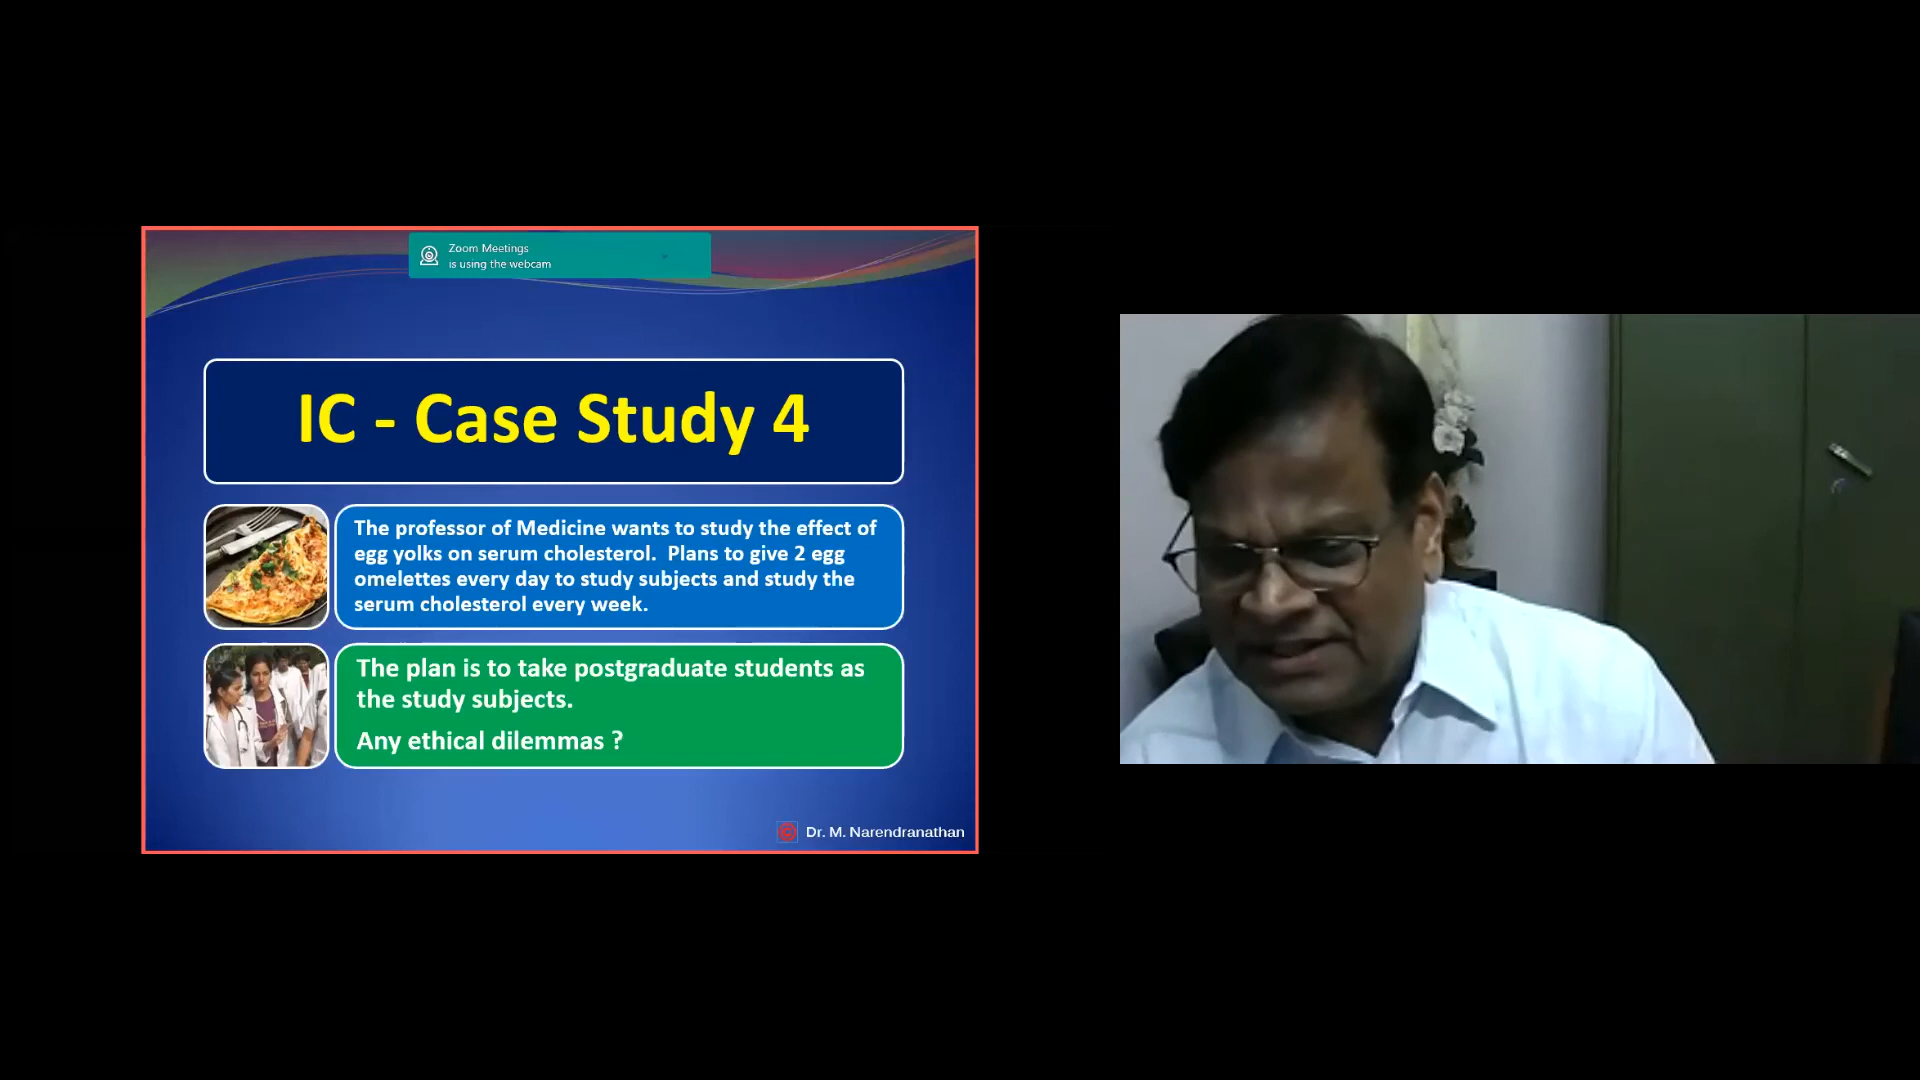 Zoom Meetings
is using the webcam
IC - Case Study 4
The professor of Medicine wants to study the effect of
egg yolks on serum cholesterol. Plans to give 2 egg
omelettes every day to study subjects and study the
serum cholesterol every week.
The plan is to take postgraduate students as
the study subjects.
Any ethical dilemmas ?
© Dr. M. Narendranathan